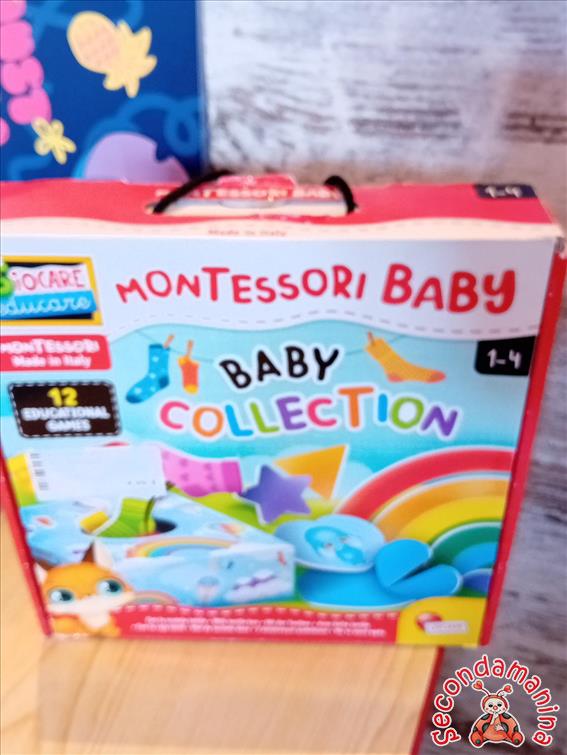 MONTESSORI BABY
1-4
Made in Italy
GIOCARE
educare
MONTESSORI BABY
MONTESSORI
Made in Italy
1-4
BABY
COLLECTION
12
EDUCATIONAL
GAMES
Secondamanina